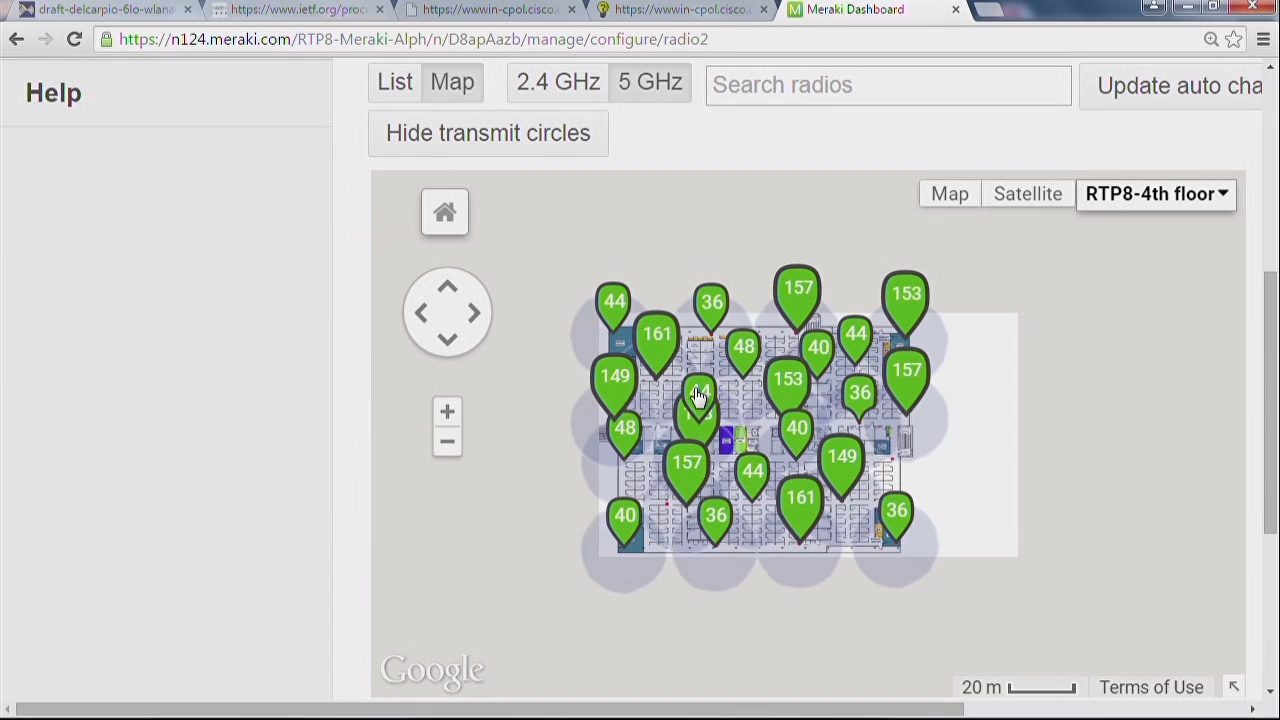 draft-delcarpio-6lo-wlana
https://www.ietf.org/proc
https://wwwin-cpol.cisco
https://wwwin-cpol.cisco.
Meraki Dashboard
https://n124.meraki.com/RTP8-Meraki-Alph/n/D8apAazb/manage/configure/radio2
Help
List Map 2.4 GHz 5 GHz Search radios Update auto cha
Hide transmit circles
Map Satellite RTP8-4th floor
44 36 157 153
161 48 40 44
149 153 36 157
48 40
157 44 149
40 36 161 36
Google
20 m Terms of Use